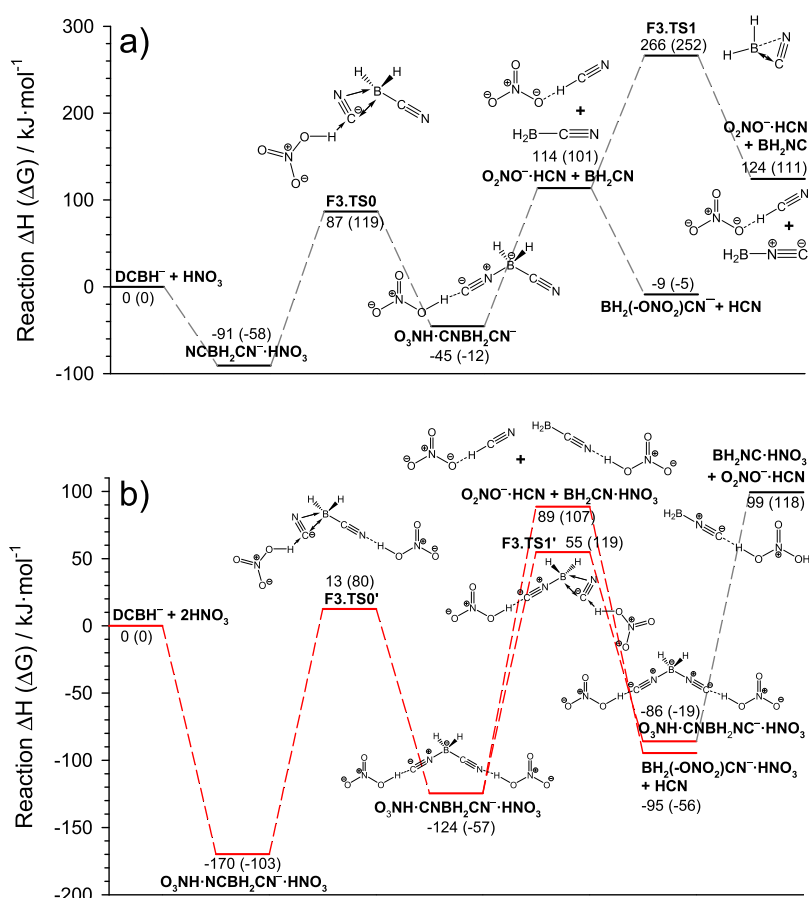 a)
Reaction ΔH (ΔG) / kJ·mol⁻¹
300
200
100
0
-100
DCBH⁻ + HNO₃
0 (0)
-91 (-58)
NCBH₂CN⁻·HNO₃
F3.TS0
87 (119)
O₃NH·CNBH₂CN⁻
-45 (-12)
+
H₂B—C≡N
114 (101)
O₂NO⁻·HCN + BH₂CN
F3.TS1
266 (252)
O₂NO⁻·HCN
+ BH₂NC
124 (111)
+
H₂B—N≡C
-9 (-5)
BH₂(-ONO₂)CN⁻ + HCN
b)
Reaction ΔH (ΔG) / kJ·mol⁻¹
100
50
0
-50
-100
-150
-200
DCBH⁻ + 2HNO₃
0 (0)
-170 (-103)
O₃NH·NCBH₂CN⁻·HNO₃
13 (80)
F3.TS0'
O₃NH·CNBH₂CN⁻·HNO₃
-124 (-57)
+
O₂NO⁻·HCN + BH₂CN·HNO₃
89 (107)
F3.TS1' 55 (119)
BH₂NC·HNO₃
+ O₂NO⁻·HCN
99 (118)
-86 (-19)
O₃NH·CNBH₂NC⁻·HNO₃
BH₂(-ONO₂)CN⁻·HNO₃
+ HCN
-95 (-56)